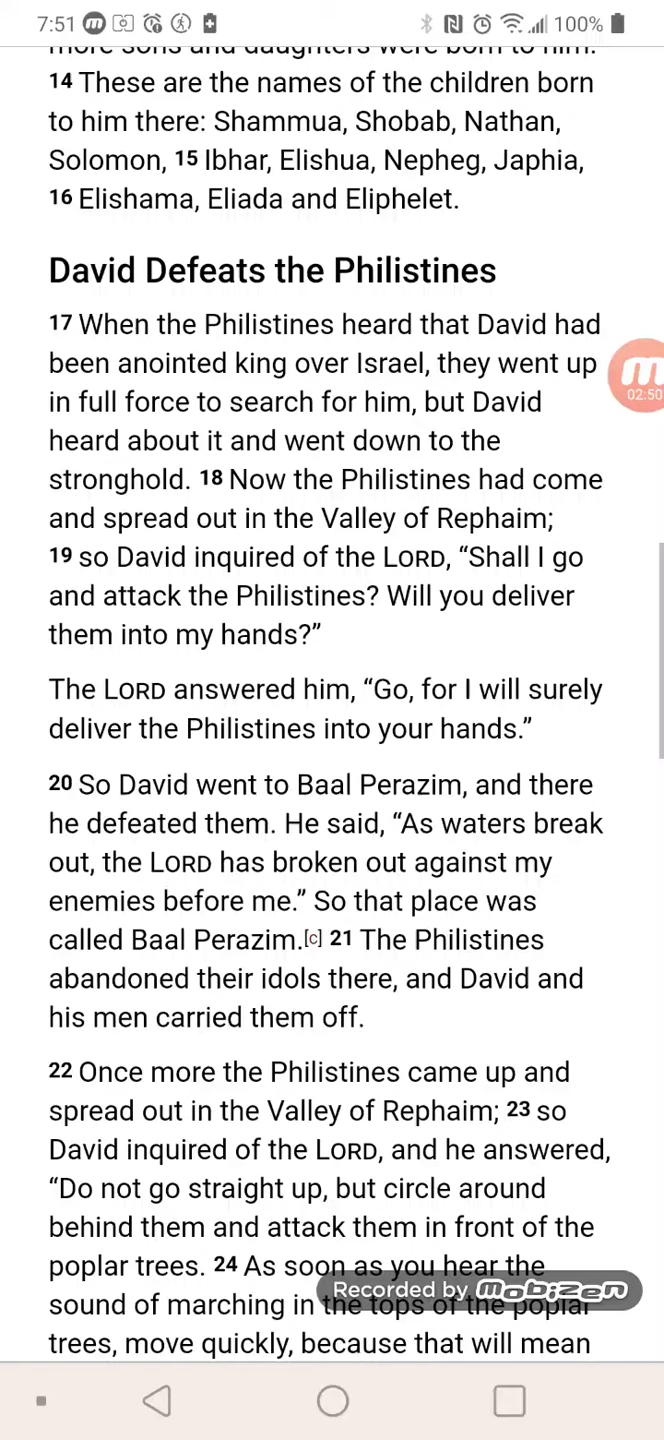 7:51
100%
more sons and daughters were born to him.
14 These are the names of the children born
to him there: Shammua, Shobab, Nathan,
Solomon, 15 Ibhar, Elishua, Nepheg, Japhia,
16 Elishama, Eliada and Eliphelet.
David Defeats the Philistines
17 When the Philistines heard that David had
been anointed king over Israel, they went up
in full force to search for him, but David
heard about it and went down to the
stronghold. 18 Now the Philistines had come
and spread out in the Valley of Rephaim;
19 so David inquired of the LORD, “Shall I go
and attack the Philistines? Will you deliver
them into my hands?”
The LORD answered him, “Go, for I will surely
deliver the Philistines into your hands.”
20 So David went to Baal Perazim, and there
he defeated them. He said, “As waters break
out, the LORD has broken out against my
enemies before me.” So that place was
called Baal Perazim.[c] 21 The Philistines
abandoned their idols there, and David and
his men carried them off.
22 Once more the Philistines came up and
spread out in the Valley of Rephaim; 23 so
David inquired of the LORD, and he answered,
“Do not go straight up, but circle around
behind them and attack them in front of the
poplar trees. 24 As soon as you hear the
sound of marching in the tops of the poplar
trees, move quickly, because that will mean
m
02:50
Recorded by mobizen